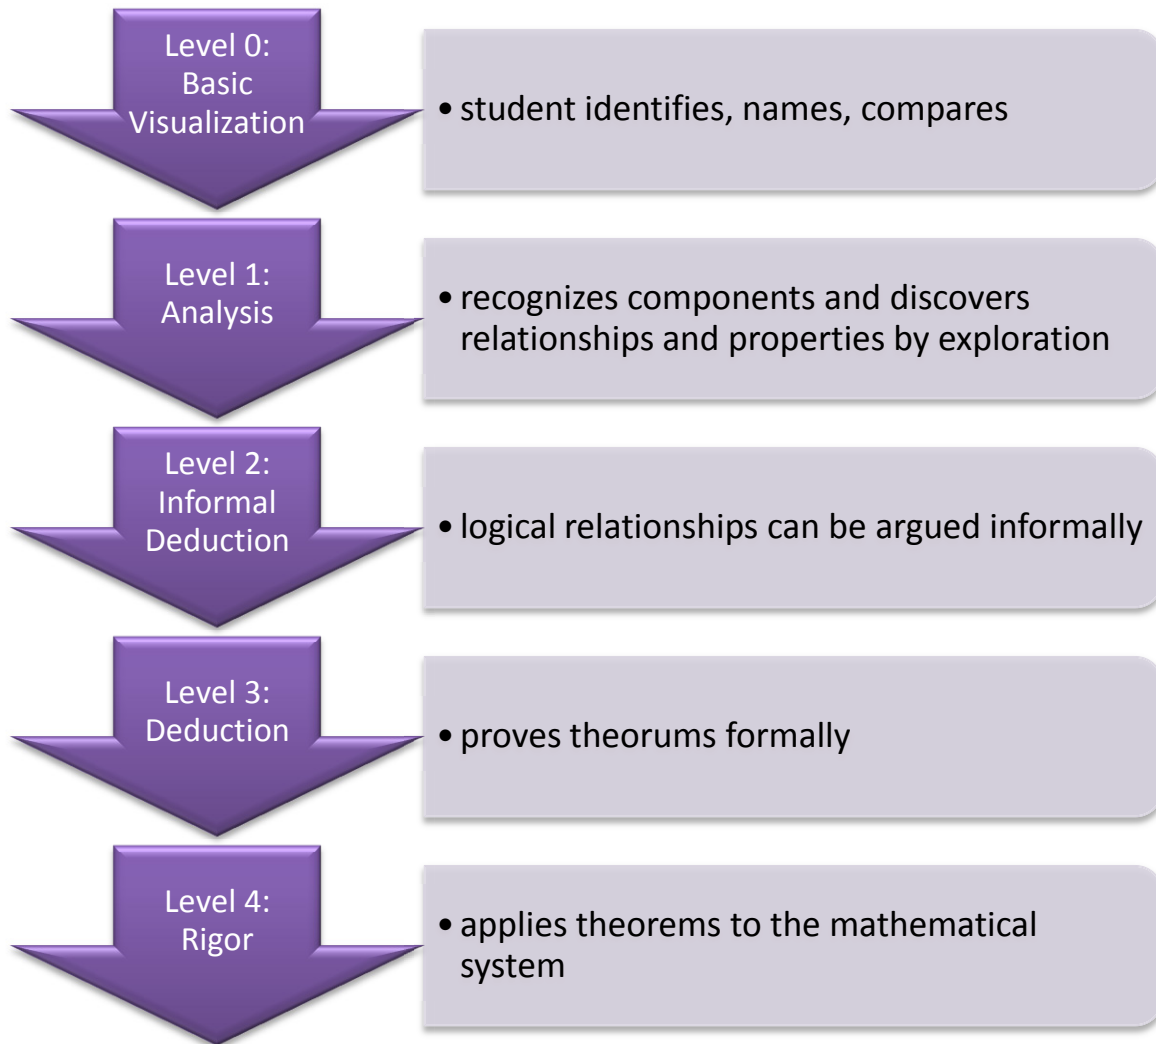 Level 0:
Basic
Visualization
• student identifies, names, compares
Level 1:
Analysis
• recognizes components and discovers
relationships and properties by exploration
Level 2:
Informal
Deduction
• logical relationships can be argued informally
Level 3:
Deduction
• proves theorums formally
Level 4:
Rigor
• applies theorems to the mathematical
system